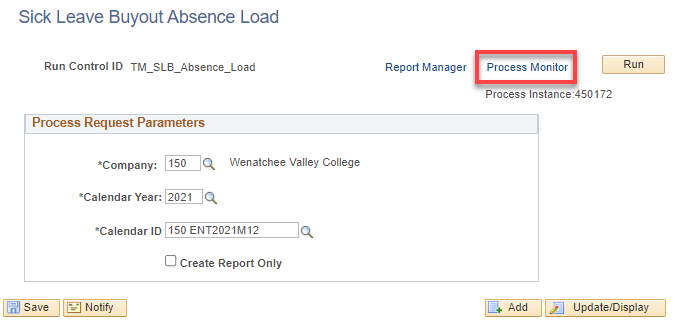 Sick Leave Buyout Absence Load
Run Control ID TM_SLB_Absence_Load Report Manager Process Monitor Run
Process Instance:450172
Process Request Parameters
*Company: 150 Wenatchee Valley College
*Calendar Year: 2021
*Calendar ID 150 ENT2021M12
Create Report Only
Save Notify Add Update/Display